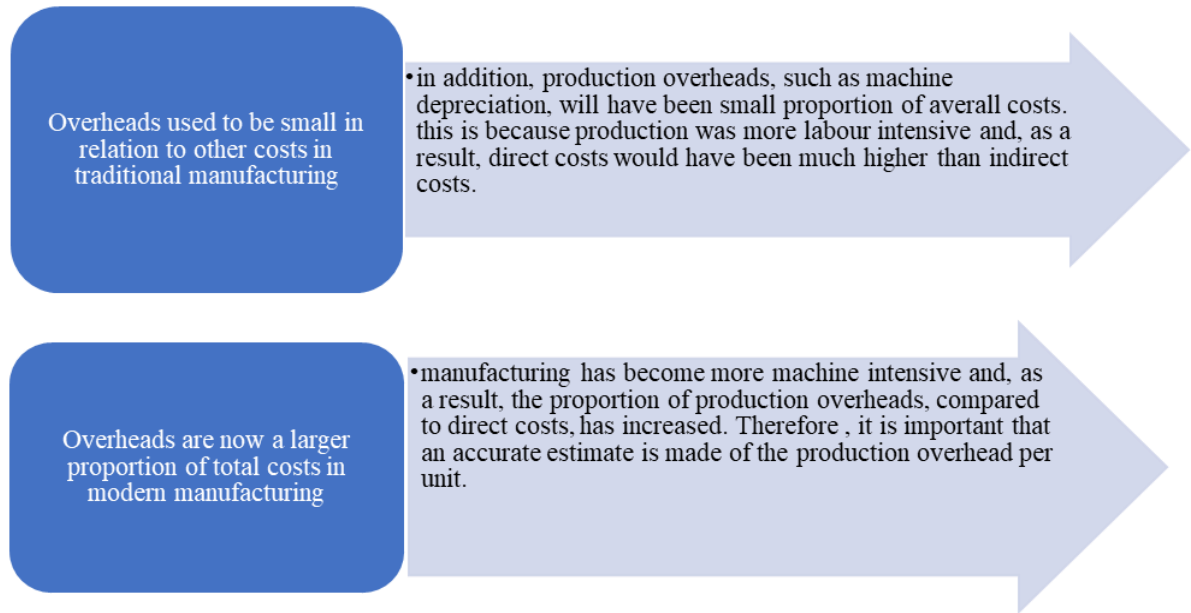 Overheads used to be small in
relation to other costs in
traditional manufacturing
•in addition, production overheads, such as machine
depreciation, will have been small proportion of averall costs.
this is because production was more labour intensive and, as a
result, direct costs would have been much higher than indirect
costs.
Overheads are now a larger
proportion of total costs in
modern manufacturing
•manufacturing has become more machine intensive and, as
a result, the proportion of production overheads, compared
to direct costs, has increased. Therefore , it is important that
an accurate estimate is made of the production overhead per
unit.